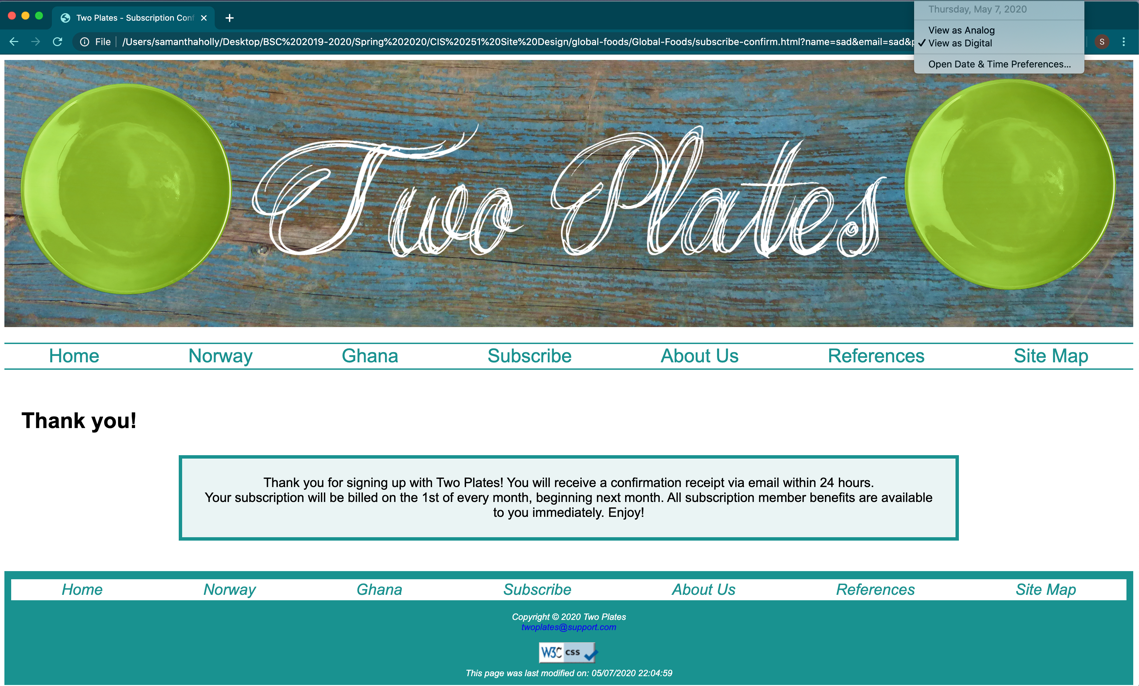 Two Plates - Subscription Con
Thursday, May 7, 2020
View as Analog
✓ View as Digital
Open Date & Time Preferences...
File | /Users/samanthaholly/Desktop/BSC%202019-2020/Spring%202020/CIS%20251%20Site%20Design/global-foods/Global-Foods/subscribe-confirm.html?name=sad&email=sad&p
S
Two Plates
Home Norway Ghana Subscribe About Us References Site Map
Thank you!
Thank you for signing up with Two Plates! You will receive a confirmation receipt via email within 24 hours.
Your subscription will be billed on the 1st of every month, beginning next month. All subscription member benefits are available
to you immediately. Enjoy!
Home Norway Ghana Subscribe About Us References Site Map
Copyright © 2020 Two Plates
twoplates@support.com
W3C css
This page was last modified on: 05/07/2020 22:04:59